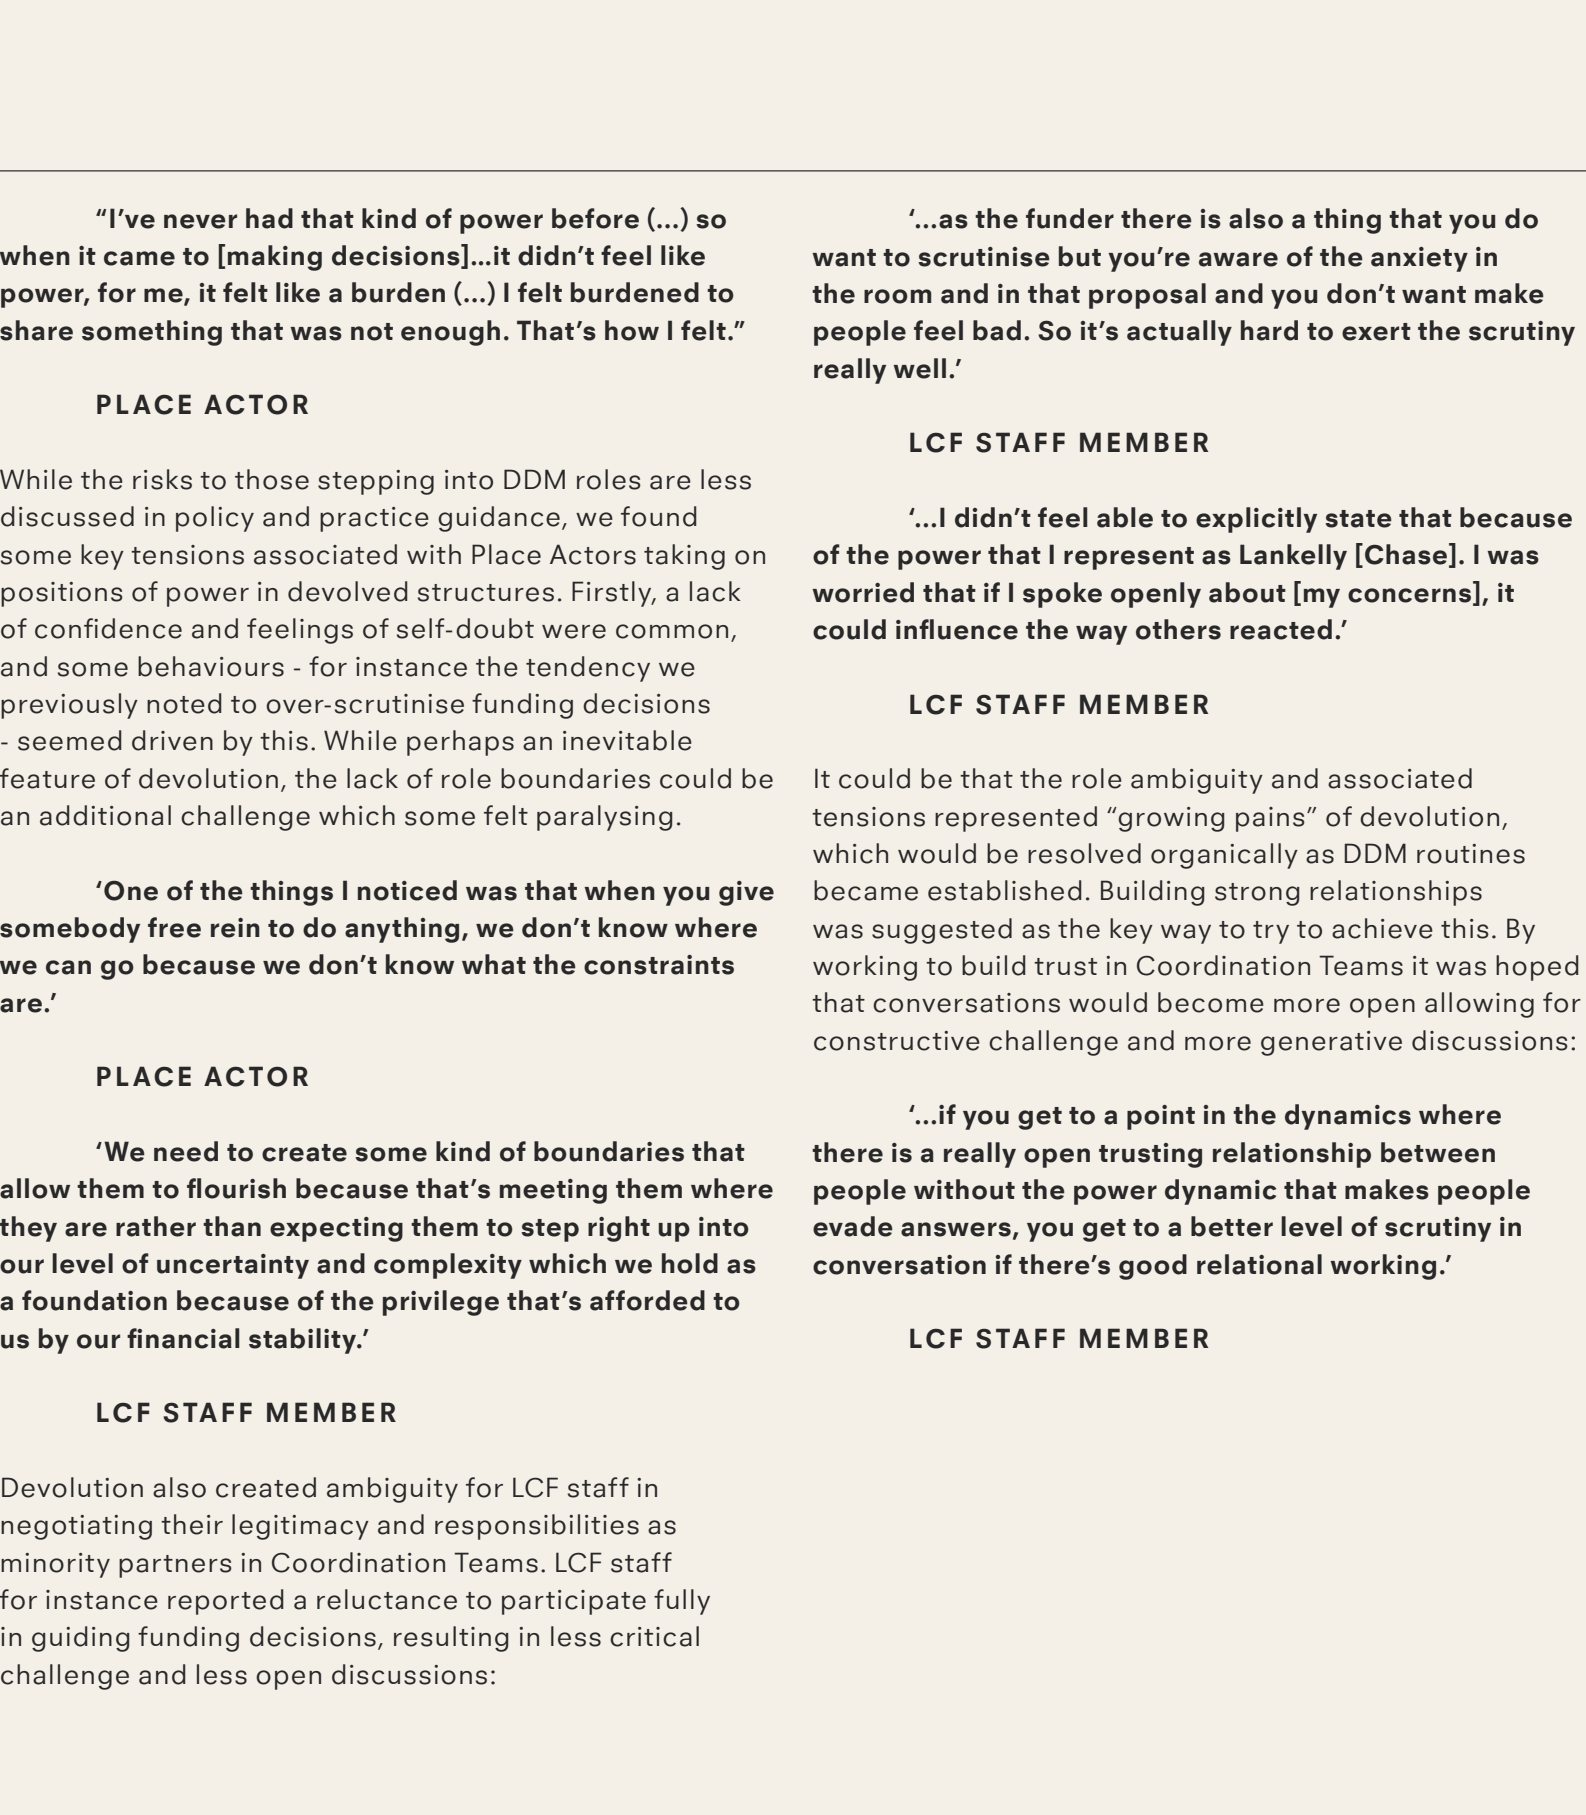 “I’ve never had that kind of power before (...) so
when it came to [making decisions]...it didn’t feel like
power, for me, it felt like a burden (...) I felt burdened to
share something that was not enough. That’s how I felt.”
PLACE ACTOR
While the risks to those stepping into DDM roles are less
discussed in policy and practice guidance, we found
some key tensions associated with Place Actors taking on
positions of power in devolved structures. Firstly, a lack
of confidence and feelings of self-doubt were common,
and some behaviours - for instance the tendency we
previously noted to over-scrutinise funding decisions
- seemed driven by this. While perhaps an inevitable
feature of devolution, the lack of role boundaries could be
an additional challenge which some felt paralysing.
‘One of the things I noticed was that when you give
somebody free rein to do anything, we don’t know where
we can go because we don’t know what the constraints
are.’
PLACE ACTOR
‘We need to create some kind of boundaries that
allow them to flourish because that’s meeting them where
they are rather than expecting them to step right up into
our level of uncertainty and complexity which we hold as
a foundation because of the privilege that’s afforded to
us by our financial stability.’
LCF STAFF MEMBER
Devolution also created ambiguity for LCF staff in
negotiating their legitimacy and responsibilities as
minority partners in Coordination Teams. LCF staff
for instance reported a reluctance to participate fully
in guiding funding decisions, resulting in less critical
challenge and less open discussions:
‘...as the funder there is also a thing that you do
want to scrutinise but you’re aware of the anxiety in
the room and in that proposal and you don’t want make
people feel bad. So it’s actually hard to exert the scrutiny
really well.’
LCF STAFF MEMBER
‘...I didn’t feel able to explicitly state that because
of the power that I represent as Lankelly [Chase]. I was
worried that if I spoke openly about [my concerns], it
could influence the way others reacted.’
LCF STAFF MEMBER
It could be that the role ambiguity and associated
tensions represented “growing pains” of devolution,
which would be resolved organically as DDM routines
became established. Building strong relationships
was suggested as the key way to try to achieve this. By
working to build trust in Coordination Teams it was hoped
that conversations would become more open allowing for
constructive challenge and more generative discussions:
‘...if you get to a point in the dynamics where
there is a really open trusting relationship between
people without the power dynamic that makes people
evade answers, you get to a better level of scrutiny in
conversation if there’s good relational working.’
LCF STAFF MEMBER